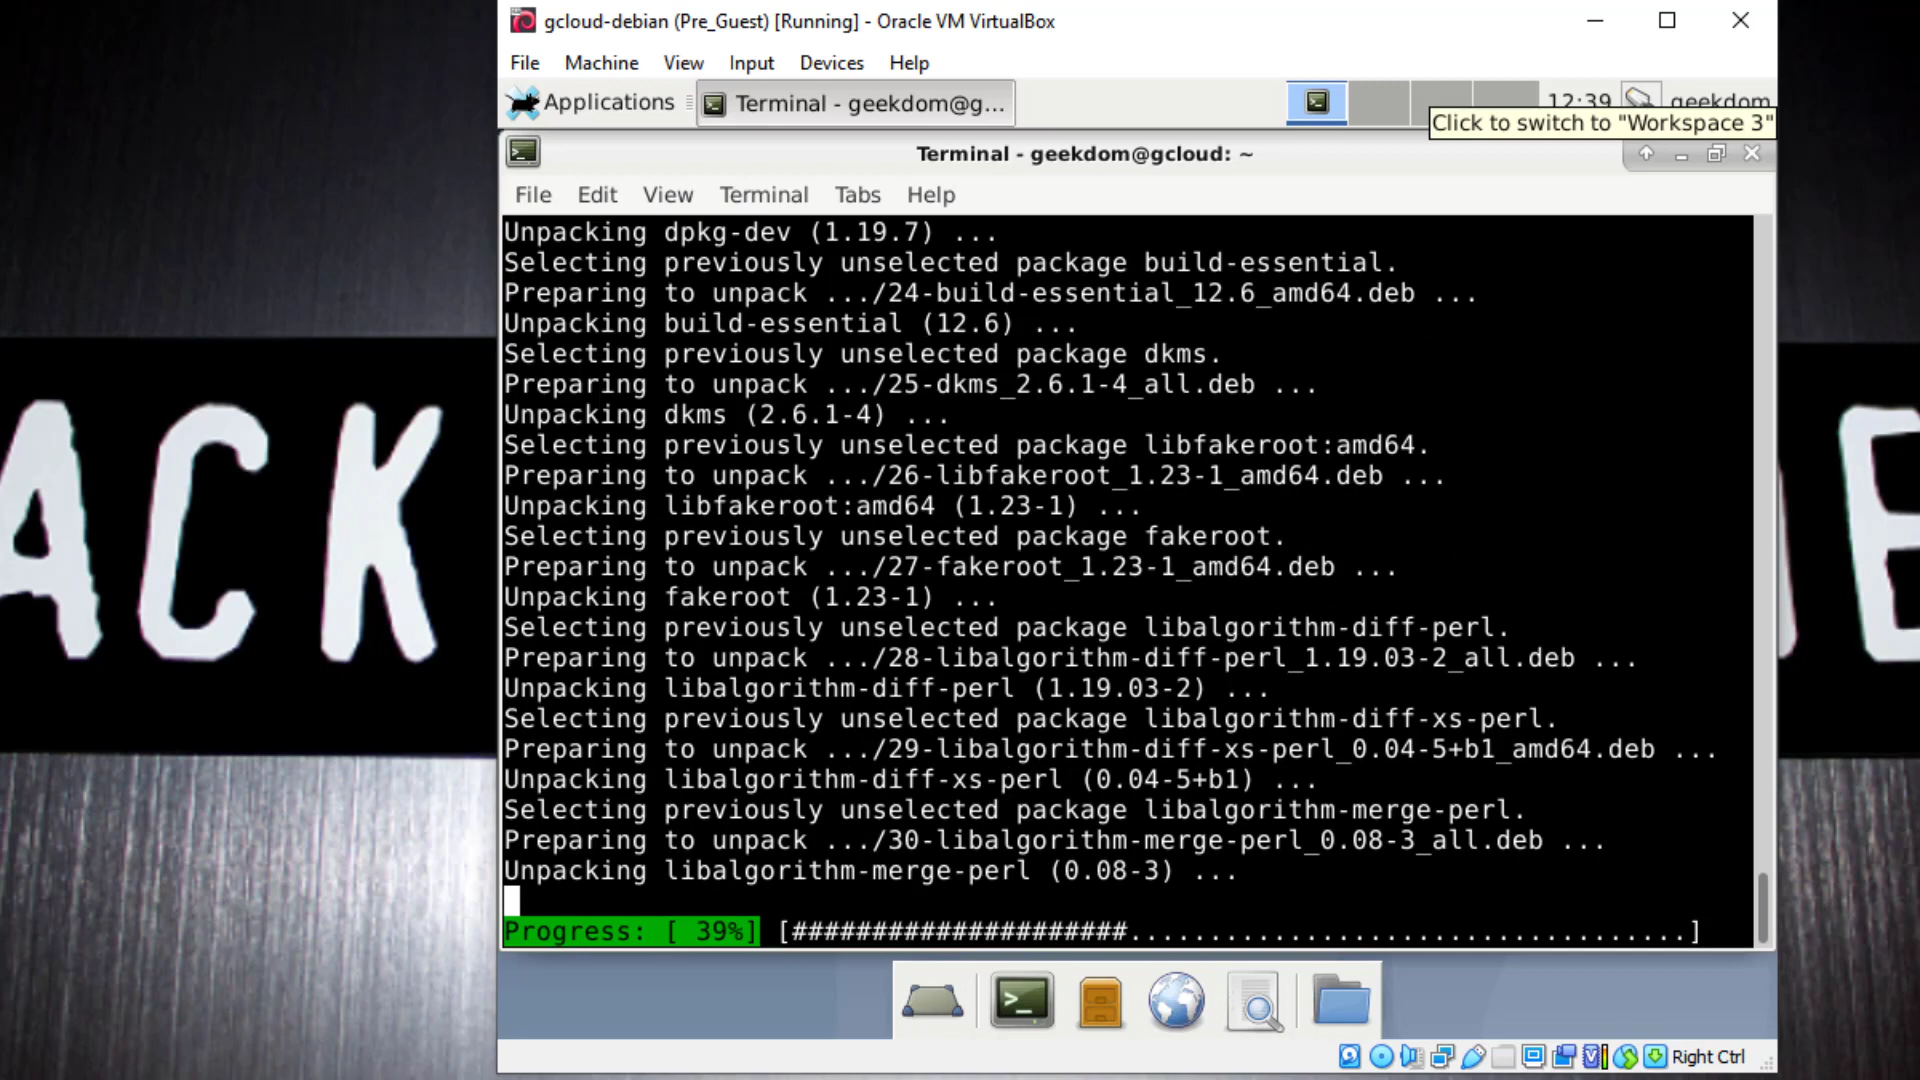 gcloud-debian (Pre_Guest) [Running] - Oracle VM VirtualBox
File Machine View Input Devices Help
Applications Terminal - geekdom@g... 12:39 geekdom
Click to switch to "Workspace 3"
Terminal - geekdom@gcloud: ~
File Edit View Terminal Tabs Help
Unpacking dpkg-dev (1.19.7) ...
Selecting previously unselected package build-essential.
Preparing to unpack .../24-build-essential_12.6_amd64.deb ...
Unpacking build-essential (12.6) ...
Selecting previously unselected package dkms.
Preparing to unpack .../25-dkms_2.6.1-4_all.deb ...
Unpacking dkms (2.6.1-4) ...
Selecting previously unselected package libfakeroot:amd64.
Preparing to unpack .../26-libfakeroot_1.23-1_amd64.deb ...
Unpacking libfakeroot:amd64 (1.23-1) ...
Selecting previously unselected package fakeroot.
Preparing to unpack .../27-fakeroot_1.23-1_amd64.deb ...
Unpacking fakeroot (1.23-1) ...
Selecting previously unselected package libalgorithm-diff-perl.
Preparing to unpack .../28-libalgorithm-diff-perl_1.19.03-2_all.deb ...
Unpacking libalgorithm-diff-perl (1.19.03-2) ...
Selecting previously unselected package libalgorithm-diff-xs-perl.
Preparing to unpack .../29-libalgorithm-diff-xs-perl_0.04-5+b1_amd64.deb ...
Unpacking libalgorithm-diff-xs-perl (0.04-5+b1) ...
Selecting previously unselected package libalgorithm-merge-perl.
Preparing to unpack .../30-libalgorithm-merge-perl_0.08-3_all.deb ...
Unpacking libalgorithm-merge-perl (0.08-3) ...
Progress: [ 39%] [#####################...................................]
Right Ctrl
ACK
E